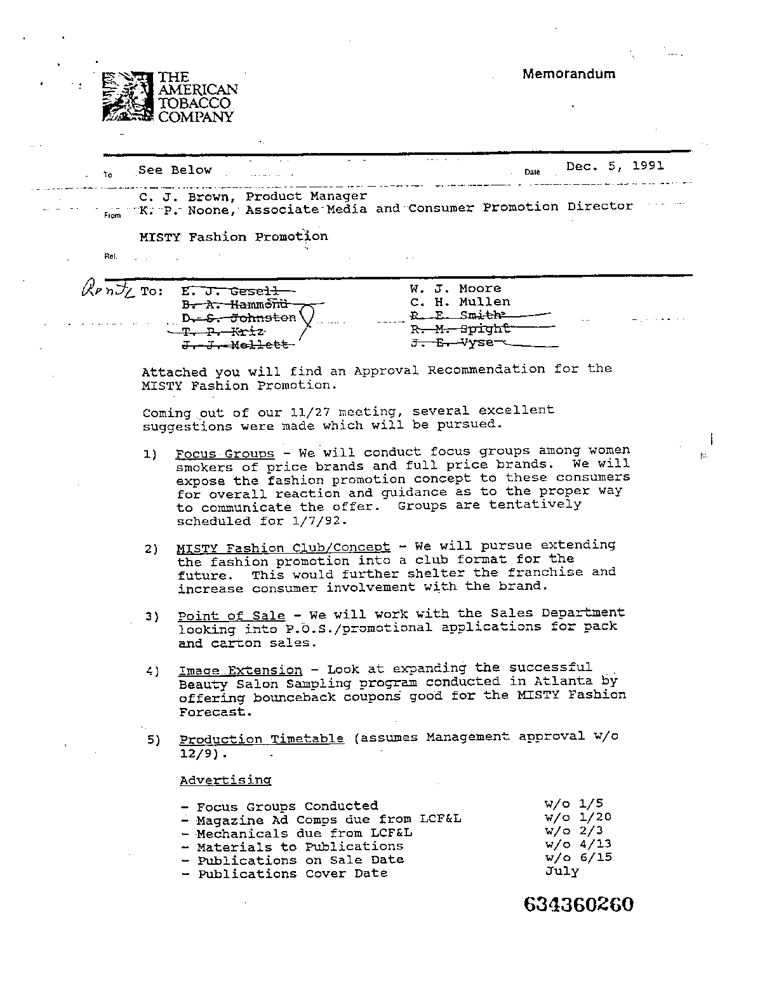 THE
AMERICAN
TOBACCO
COMPANY
Memorandum
To See Below Date Dec. 5, 1991
C. J. Brown, Product Manager
From K. P. Noone, Associate Media and Consumer Promotion Director
MISTY Fashion Promotion
Rel.
To: E. J. Gesell W. J. Moore
B. A. Hammond C. H. Mullen
D. S. Johnston R. E. Smith
T. P. Kriz R. M. Spight
J. J. Mellett J. E. Vyse
Attached you will find an Approval Recommendation for the
MISTY Fashion Promotion.
Coming out of our 11/27 meeting, several excellent
suggestions were made which will be pursued.
1) Focus Groups - We will conduct focus groups among women
smokers of price brands and full price brands. We will
expose the fashion promotion concept to these consumers
for overall reaction and guidance as to the proper way
to communicate the offer. Groups are tentatively
scheduled for 1/7/92.
2) MISTY Fashion Club/Concept - We will pursue extending
the fashion promotion into a club format for the
future. This would further shelter the franchise and
increase consumer involvement with the brand.
3) Point of Sale - We will work with the Sales Department
looking into P.O.S./promotional applications for pack
and carton sales.
4) Image Extension - Look at expanding the successful
Beauty Salon Sampling program conducted in Atlanta by
offering bounceback coupons good for the MISTY Fashion
Forecast.
5) Production Timetable (assumes Management approval w/o
12/9).
Advertising
- Focus Groups Conducted w/o 1/5
- Magazine Ad Comps due from LCF&L w/o 1/20
- Mechanicals due from LCF&L w/o 2/3
- Materials to Publications w/o 4/13
- Publications on Sale Date w/o 6/15
- Publications Cover Date July
634360260